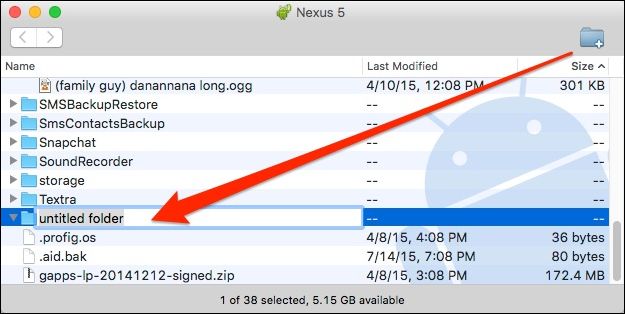 Nexus 5
Name Last Modified Size
(family guy) danannana long.ogg 4/10/15, 12:08 PM 301 KB
SMSBackupRestore -- --
SmsContactsBackup -- --
Snapchat -- --
SoundRecorder -- --
storage -- --
Textra -- --
untitled folder -- --
.profig.os 4/8/15, 4:08 PM 36 bytes
.aid.bak 7/14/15, 7:08 PM 80 bytes
gapps-lp-20141212-signed.zip 4/8/15, 3:08 PM 172.4 MB
1 of 38 selected, 5.15 GB available